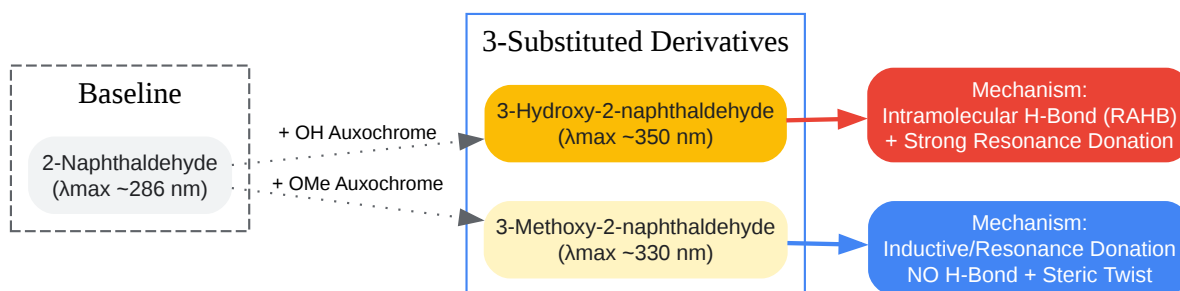 Baseline
2-Naphthaldehyde
(λmax ~286 nm)
+ OH Auxochrome
+ OMe Auxochrome
3-Substituted Derivatives
3-Hydroxy-2-naphthaldehyde
(λmax ~350 nm)
3-Methoxy-2-naphthaldehyde
(λmax ~330 nm)
Mechanism:
Intramolecular H-Bond (RAHB)
+ Strong Resonance Donation
Mechanism:
Inductive/Resonance Donation
NO H-Bond + Steric Twist